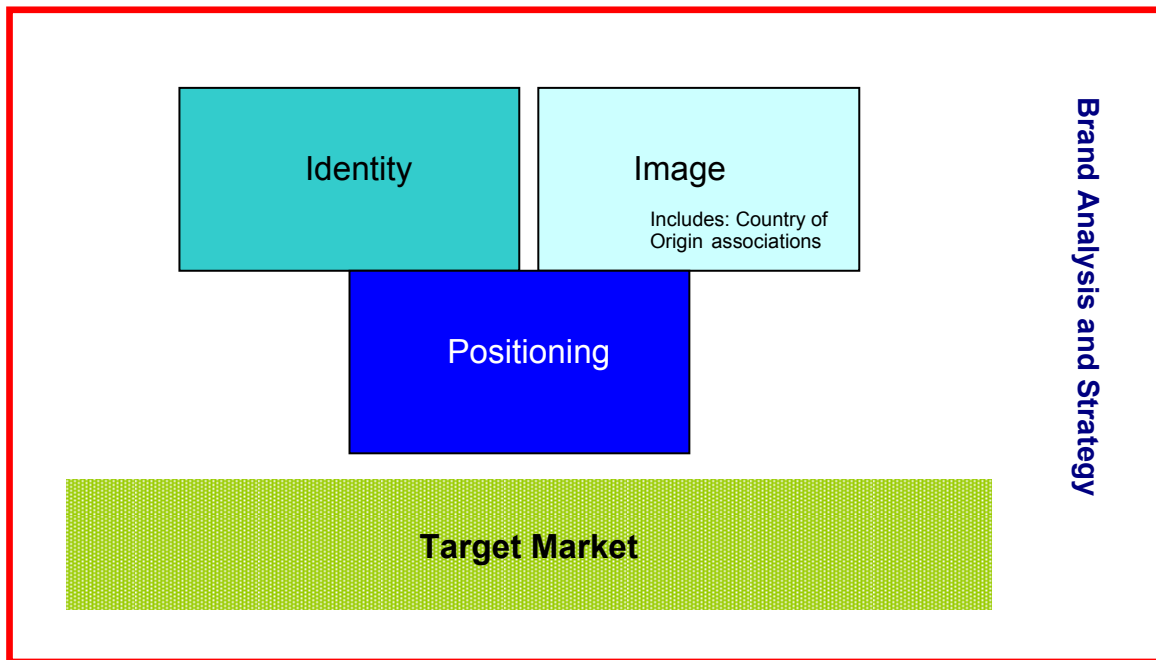 Identity
Image
Includes: Country of
Origin associations
Positioning
Target Market
Brand Analysis and Strategy